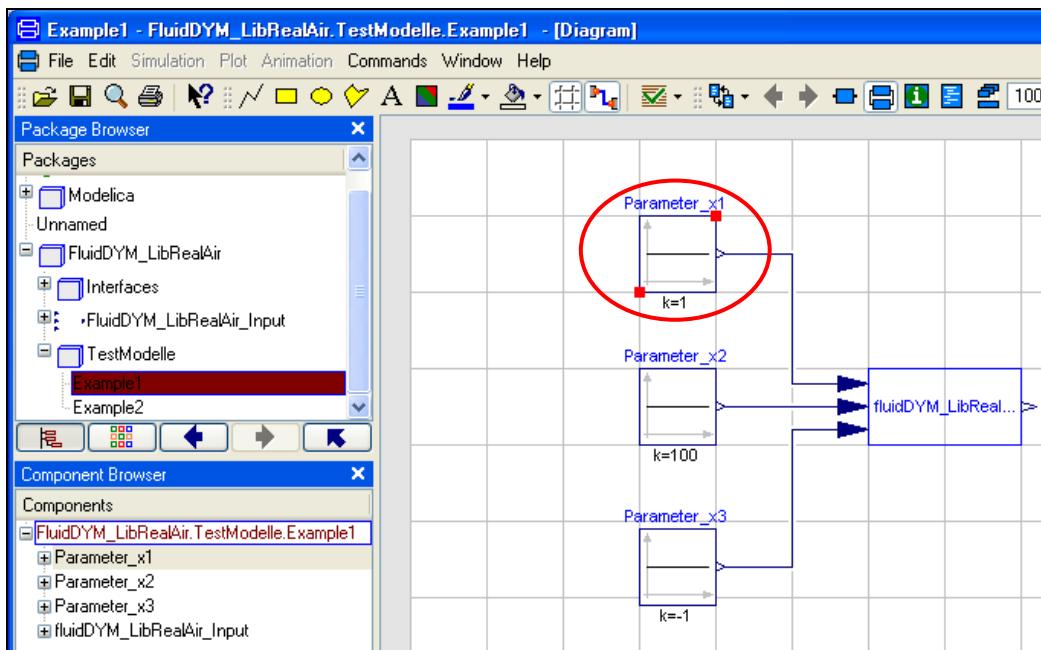 Example1 - FluidDYM_LibRealAir.TestModelle.Example1 - [Diagram]
File Edit Simulation Plot Animation Commands Window Help
A 100
Package Browser
Packages
Modelica
Unnamed
FluidDYM_LibRealAir
Interfaces
FluidDYM_LibRealAir_Input
TestModelle
Example1
Example2
Component Browser
Components
FluidDYM_LibRealAir.TestModelle.Example1
Parameter_x1
Parameter_x2
Parameter_x3
fluidDYM_LibRealAir_Input
Parameter_x1
k=1
Parameter_x2
k=100
Parameter_x3
k=-1
fluidDYM_LibReal...